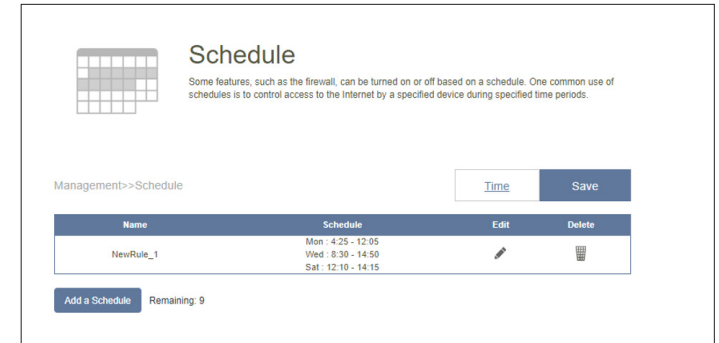 Schedule
Some features, such as the firewall, can be turned on or off based on a schedule. One common use of
schedules is to control access to the Internet by a specified device during specified time periods.
Management>>Schedule
Time
Save
Name Schedule Edit Delete
Mon : 4:25 - 12:05
NewRule_1 Wed : 8:30 - 14:50
Sat : 12:10 - 14:15
Add a Schedule Remaining: 9